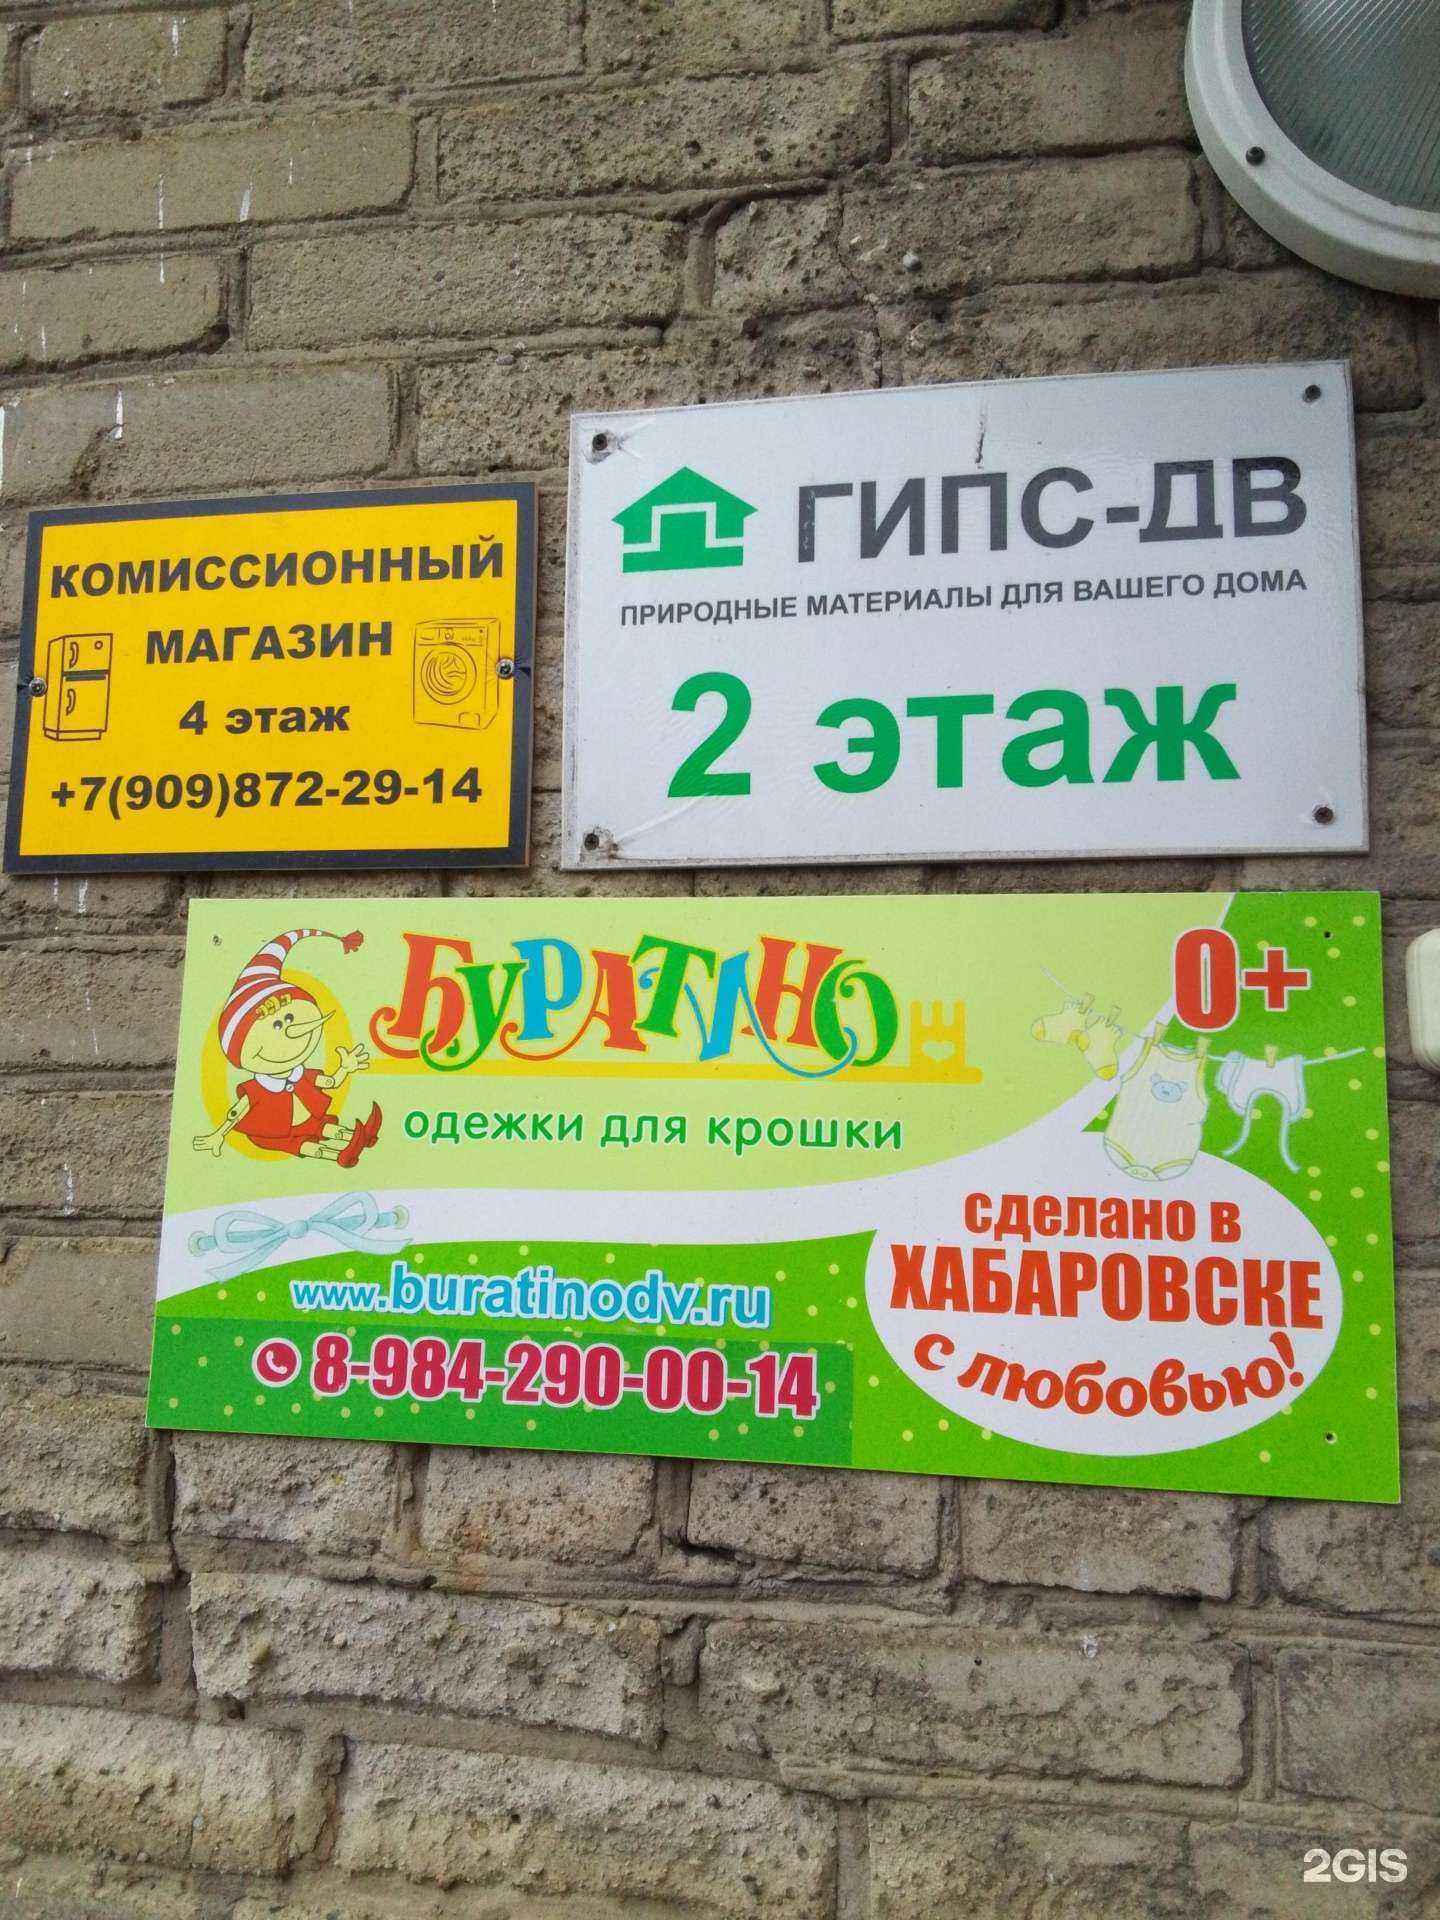 КОМИССИОННЫЙ
МАГАЗИН
4 этаж
+7(909)872-29-14
ГИПС-ДВ
ПРИРОДНЫЕ МАТЕРИАЛЫ ДЛЯ ВАШЕГО ДОМА
2 этаж
БУРАТИНО
0+
одежки для крошки
сделано в
ХАБАРОВСКЕ
с любовью!
www.buratinodv.ru
8-984-290-00-14
2GIS